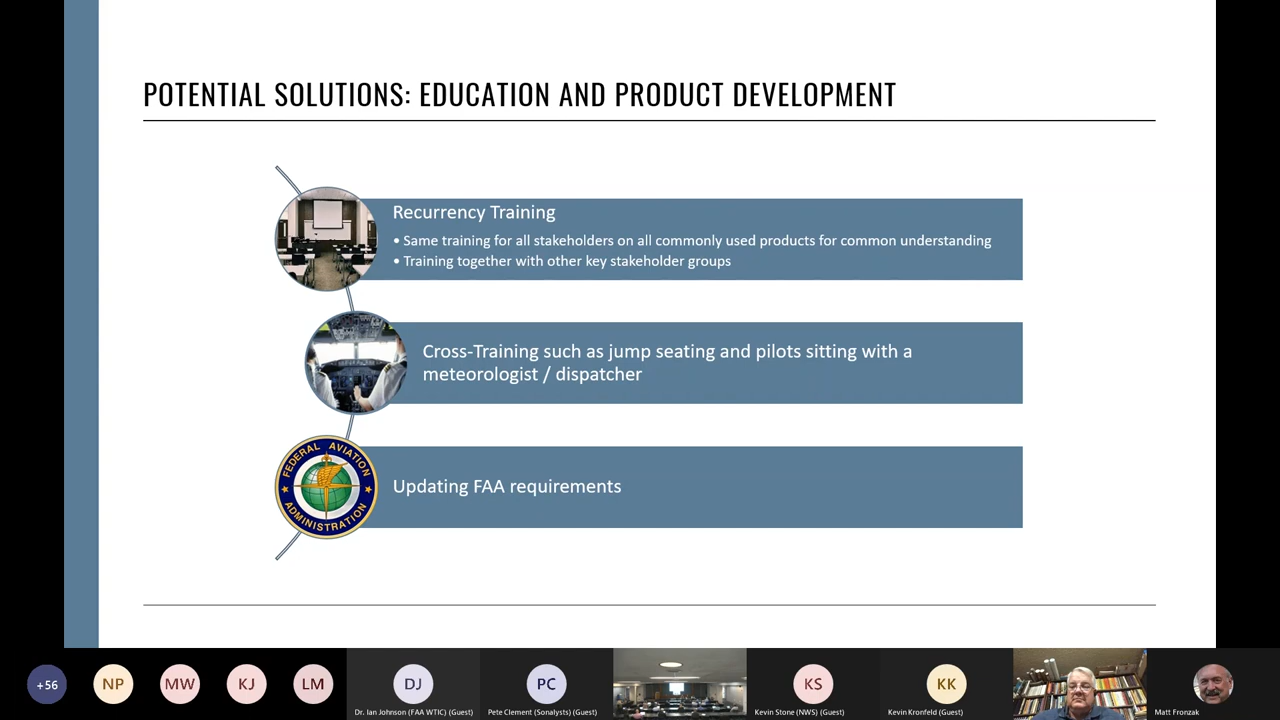 POTENTIAL SOLUTIONS: EDUCATION AND PRODUCT DEVELOPMENT
Recurrency Training
• Same training for all stakeholders on all commonly used products for common understanding
• Training together with other key stakeholder groups
Cross-Training such as jump seating and pilots sitting with a
meteorologist / dispatcher
FEDERAL AVIATION
ADMINISTRATION
Updating FAA requirements
+56
NP
MW
KJ
LM
DJ
Dr. Ian Johnson (FAA WTIC) (Guest)
PC
Pete Clement (Sonalysts) (Guest)
KS
Kevin Stone (NWS) (Guest)
KK
Kevin Kronfeld (Guest)
Matt Fronzak